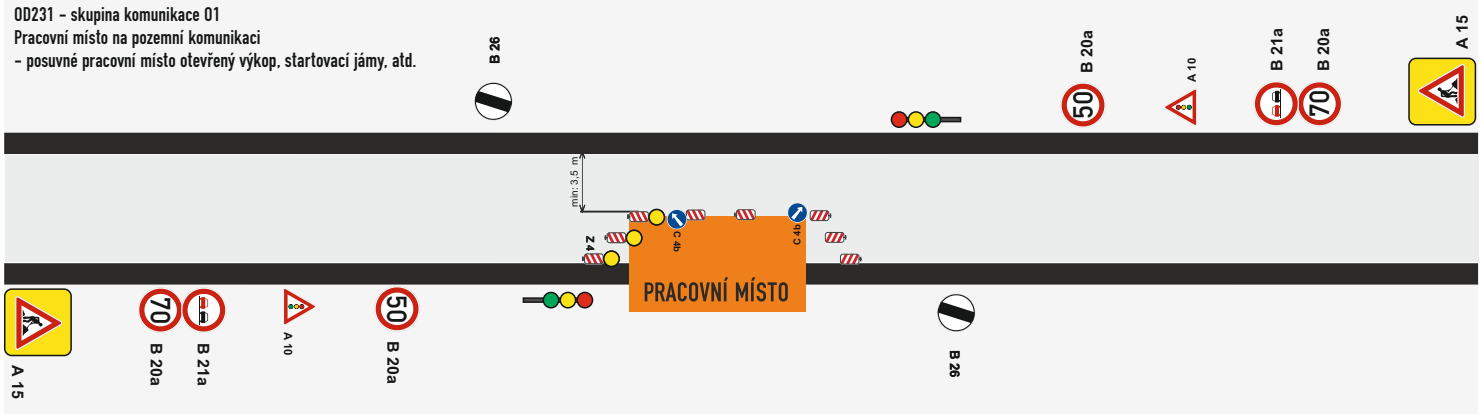 OD231 - skupina komunikace 01
Pracovní místo na pozemní komunikaci
- posuvné pracovní místo otevřený výkop, startovací jámy, atd.
B 26
B 20a
A 10
B 21a
B 20a
A 15
50
70
min: 3,5 m
Z 4
C 4b
C 4b
PRACOVNÍ MÍSTO
70
50
A 15
B 20a
B 21a
A 10
B 20a
B 26